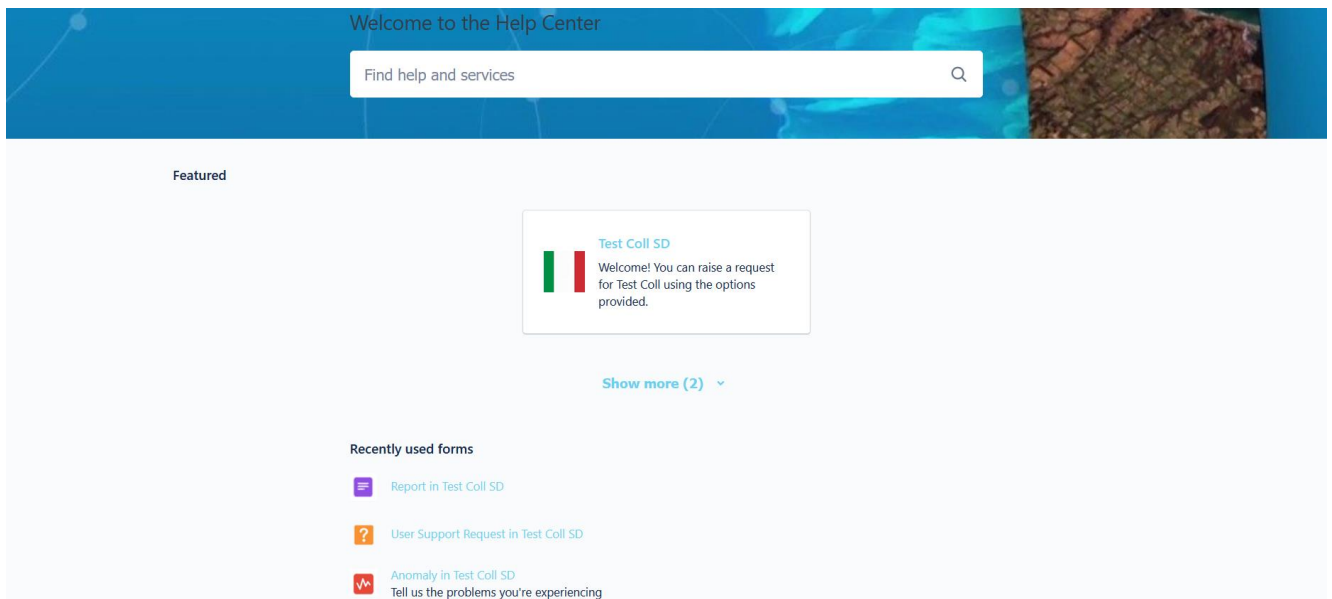 Welcome to the Help Center
Find help and services
Featured
Test Coll SD
Welcome! You can raise a request
for Test Coll using the options
provided.
Show more (2)
Recently used forms
Report in Test Coll SD
User Support Request in Test Coll SD
Anomaly in Test Coll SD
Tell us the problems you're experiencing